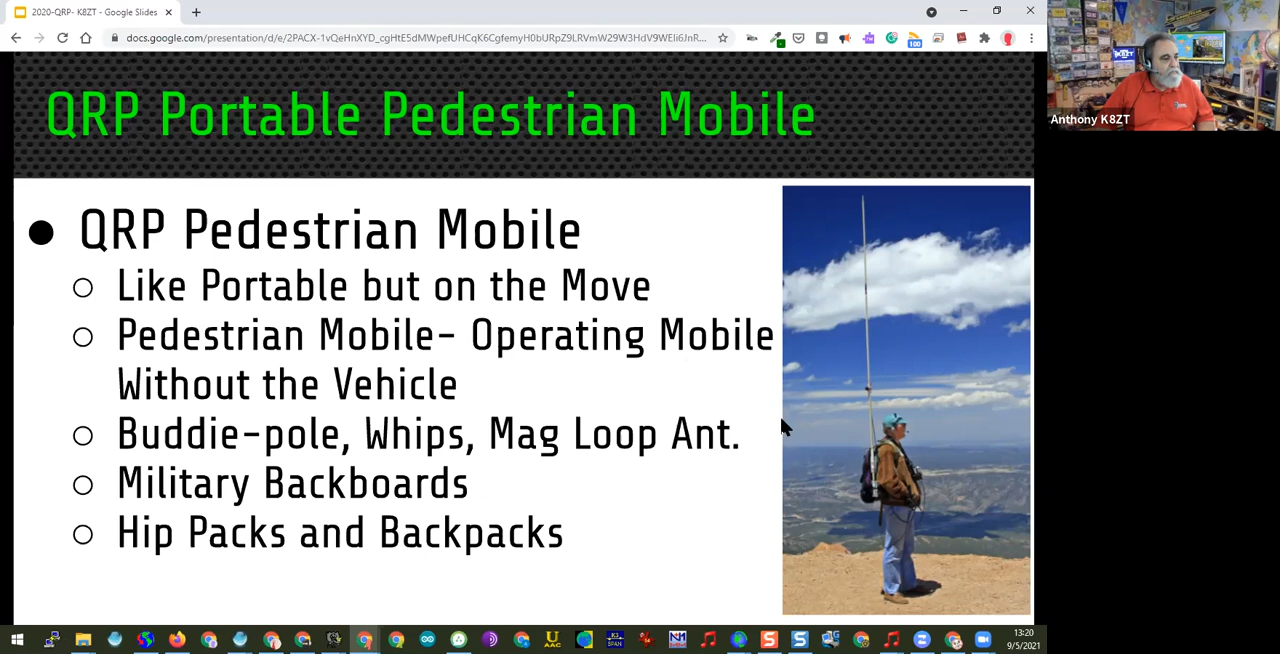 2020-QRP- K8ZT - Google Slides
docs.google.com/presentation/d/e/2PACX-1vQeHnXYD_cgHtE5dMWpefUHCqK6CgfemyH0bURpZ9LRVmW29W3HdV9WEli6JnR...
100
QRP Portable Pedestrian Mobile
● QRP Pedestrian Mobile
○ Like Portable but on the Move
○ Pedestrian Mobile- Operating Mobile
Without the Vehicle
○ Buddie-pole, Whips, Mag Loop Ant.
○ Military Backboards
○ Hip Packs and Backpacks
Anthony K8ZT
13:20
9/5/2021